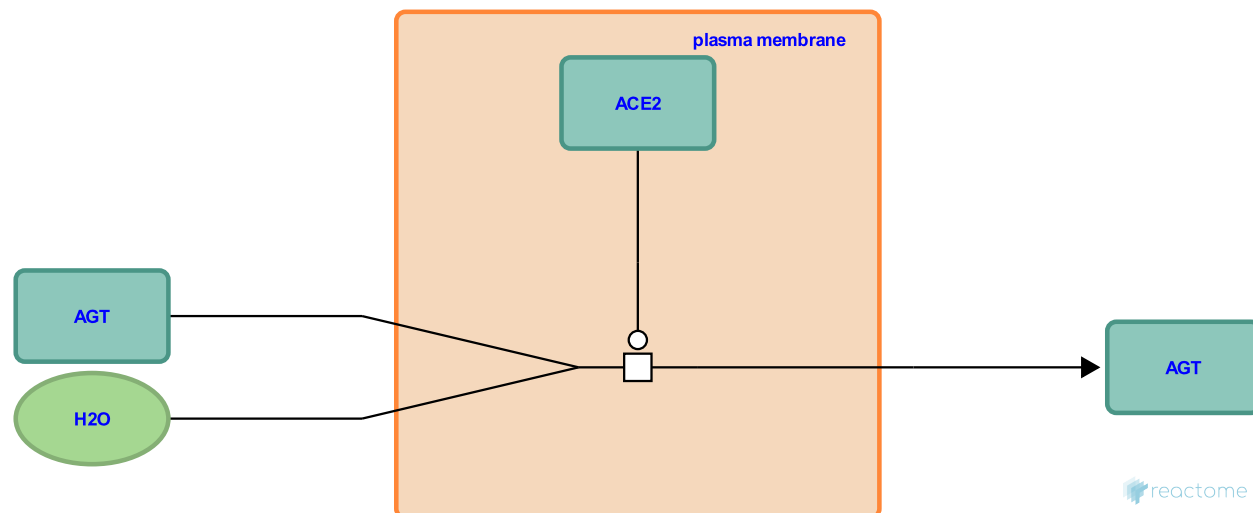 plasma membrane
ACE2
AGT
H2O
AGT
reactome